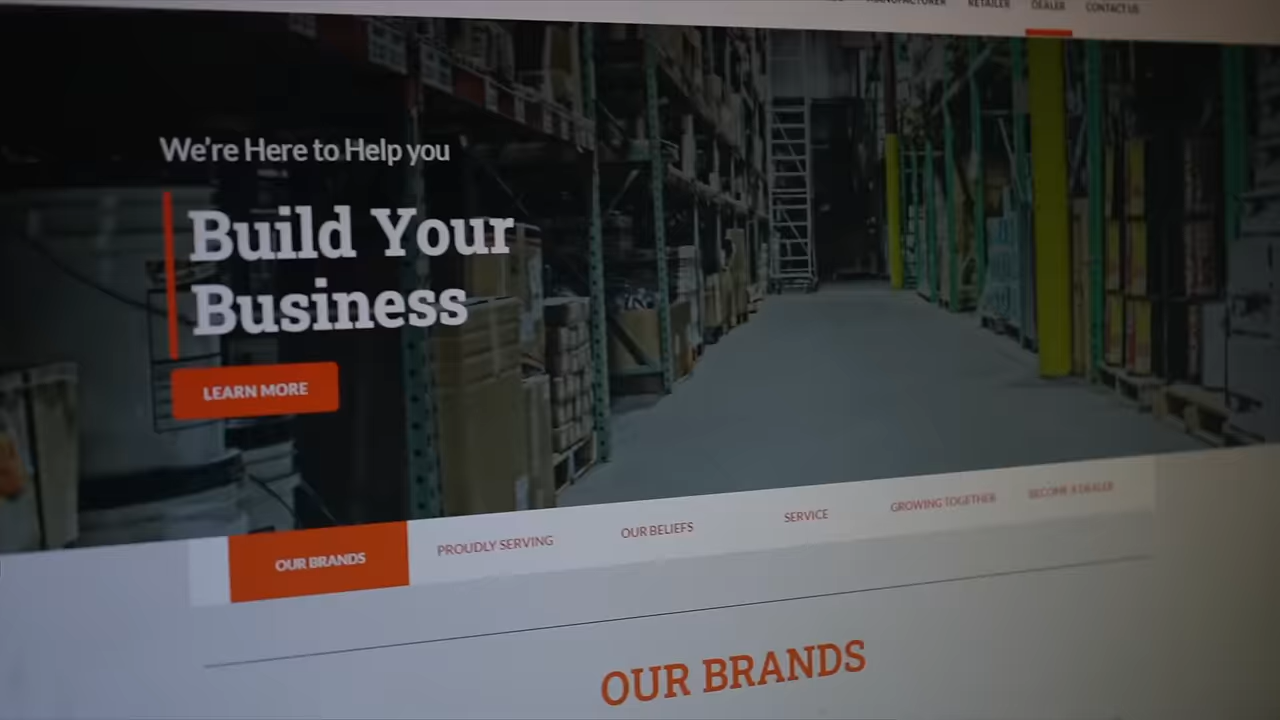 MANUFACTURER RETAILER DEALER CONTACT US
We're Here to Help you
Build Your
Business
LEARN MORE
OUR BRANDS PROUDLY SERVING OUR BELIEFS SERVICE GROWING TOGETHER BECOME A DEALER
OUR BRANDS